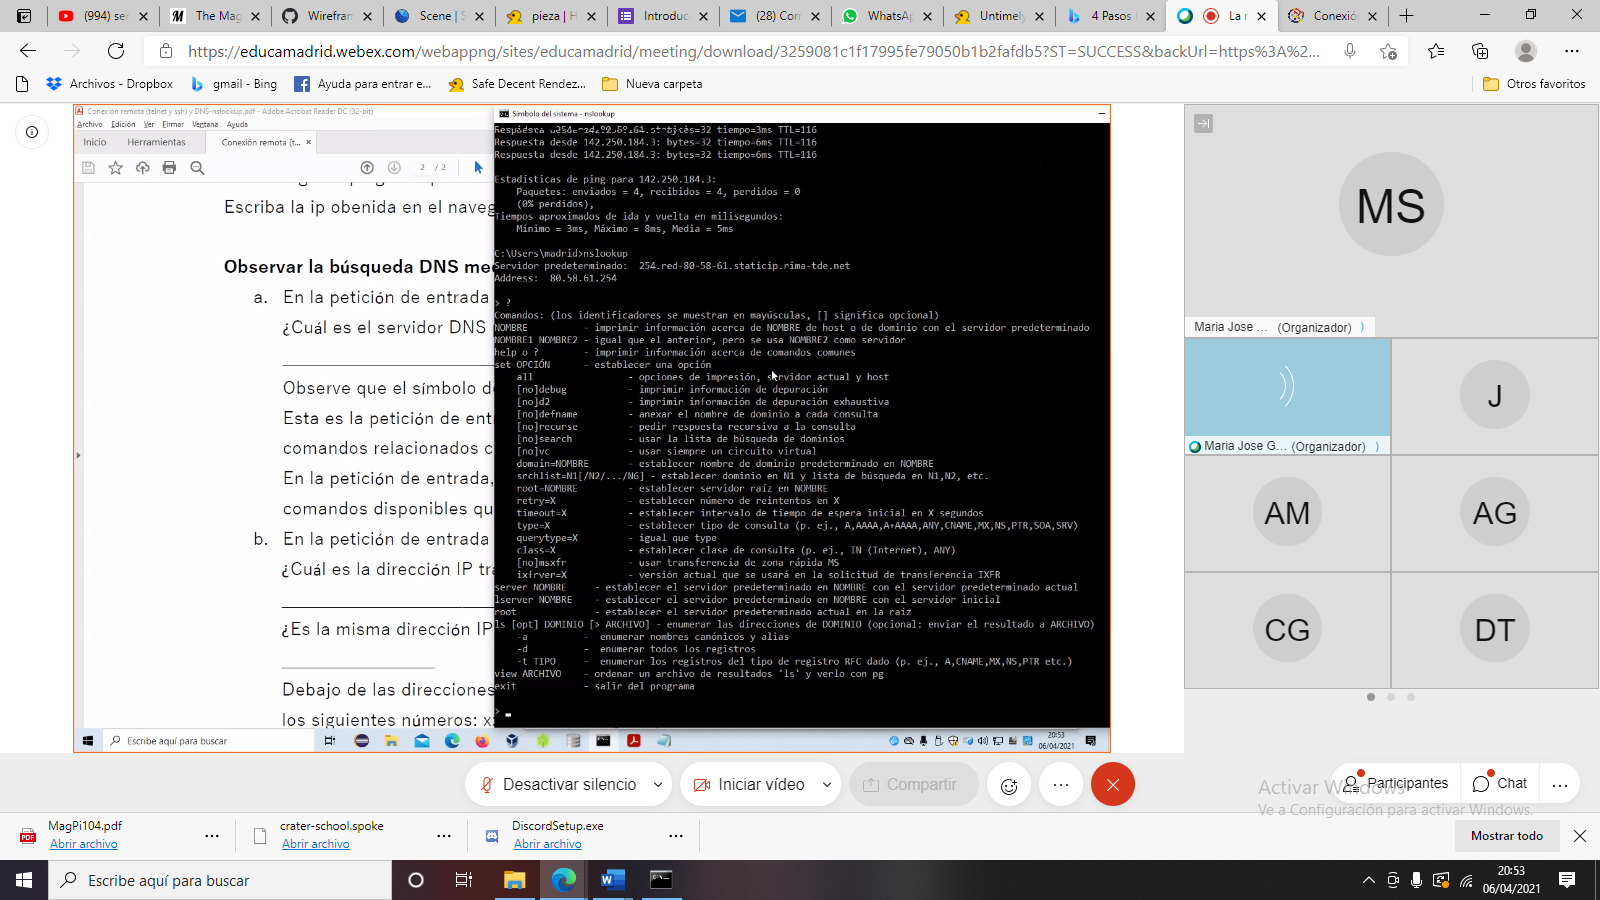 (994) ser
The Mag
Wirefram
Scene | S
pieza | H
Introduc
(28) Cor
WhatsAp
Untimely
4 Pasos
La r
Conexió
https://educamadrid.webex.com/webappng/sites/educamadrid/meeting/download/3259081c1f17995fe79050b1b2fafdb5?ST=SUCCESS&backUrl=https%3A%2...
Archivos - Dropbox
gmail - Bing
Ayuda para entrar e...
Safe Decent Rendez...
Nueva carpeta
Otros favoritos
Conexión remota (telnet y ssh) y DNS-nslookup.pdf - Adobe Acrobat Reader DC (32-bit)
Archivo Edición Ver Firmar Ventana Ayuda
Inicio Herramientas Conexión remota (t... ×
2 / 2
Escriba la ip obenida en el naveg
Observar la búsqueda DNS me
a. En la petición de entrada
¿Cuál es el servidor DNS
Observe que el símbolo d
Esta es la petición de ent
comandos relacionados c
En la petición de entrada,
comandos disponibles qu
b. En la petición de entrada
¿Cuál es la dirección IP tr
¿Es la misma dirección IP
Debajo de las direcciones
los siguientes números: x
Símbolo del sistema - nslookup
Respuesta desde 142.250.184.3: bytes=32 tiempo=3ms TTL=116
Respuesta desde 142.250.184.3: bytes=32 tiempo=6ms TTL=116
Respuesta desde 142.250.184.3: bytes=32 tiempo=6ms TTL=116
Estadísticas de ping para 142.250.184.3:
Paquetes: enviados = 4, recibidos = 4, perdidos = 0
(0% perdidos),
Tiempos aproximados de ida y vuelta en milisegundos:
Mínimo = 3ms, Máximo = 8ms, Media = 5ms
C:\Users\madrid>nslookup
Servidor predeterminado: 254.red-80-58-61.staticip.rima-tde.net
Address: 80.58.61.254
> ?
Comandos: (los identificadores se muestran en mayúsculas, [] significa opcional)
NOMBRE - imprimir información acerca de NOMBRE de host o de dominio con el servidor predeterminado
NOMBRE1 NOMBRE2 - igual que el anterior, pero se usa NOMBRE2 como servidor
help o ? - imprimir información acerca de comandos comunes
set OPCIÓN - establecer una opción
all - opciones de impresión, servidor actual y host
[no]debug - imprimir información de depuración
[no]d2 - imprimir información de depuración exhaustiva
[no]defname - anexar el nombre de dominio a cada consulta
[no]recurse - pedir respuesta recursiva a la consulta
[no]search - usar la lista de búsqueda de dominios
[no]vc - usar siempre un circuito virtual
domain=NOMBRE - establecer nombre de dominio predeterminado en NOMBRE
srchlist=N1[/N2/.../N6] - establecer dominio en N1 y lista de búsqueda en N1,N2, etc.
root=NOMBRE - establecer servidor raíz en NOMBRE
retry=X - establecer número de reintentos en X
timeout=X - establecer intervalo de tiempo de espera inicial en X segundos
type=X - establecer tipo de consulta (p. ej., A,AAAA,A+AAAA,ANY,CNAME,MX,NS,PTR,SOA,SRV)
querytype=X - igual que type
class=X - establecer clase de consulta (p. ej., IN (Internet), ANY)
[no]msxfr - usar transferencia de zona rápida MS
ixfrver=X - versión actual que se usará en la solicitud de transferencia IXFR
server NOMBRE - establecer el servidor predeterminado en NOMBRE con el servidor predeterminado actual
lserver NOMBRE - establecer el servidor predeterminado en NOMBRE con el servidor inicial
root - establecer el servidor predeterminado actual en la raíz
ls [opt] DOMINIO [> ARCHIVO] - enumerar las direcciones de DOMINIO (opcional: enviar el resultado a ARCHIVO)
-a - enumerar nombres canónicos y alias
-d - enumerar todos los registros
-t TIPO - enumerar los registros del tipo de registro RFC dado (p. ej., A,CNAME,MX,NS,PTR etc.)
view ARCHIVO - ordenar un archivo de resultados 'ls' y verlo con pg
exit - salir del programa
>
Escribe aquí para buscar
20:53
06/04/2021
MS
Maria Jose ... (Organizador)
Maria Jose G... (Organizador)
J
AM
AG
CG
DT
Desactivar silencio
Iniciar vídeo
Compartir
Participantes
Chat
Activar Windows
Ve a Configuración para activar Windows.
MagPi104.pdf
Abrir archivo
crater-school.spoke
Abrir archivo
DiscordSetup.exe
Abrir archivo
Mostrar todo
Escribe aquí para buscar
20:53
06/04/2021